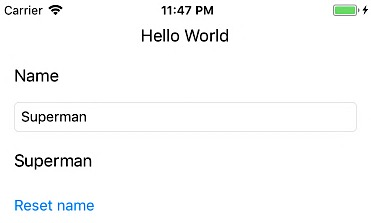 Carrier 11:47 PM
Hello World
Name
Superman
Superman
Reset name